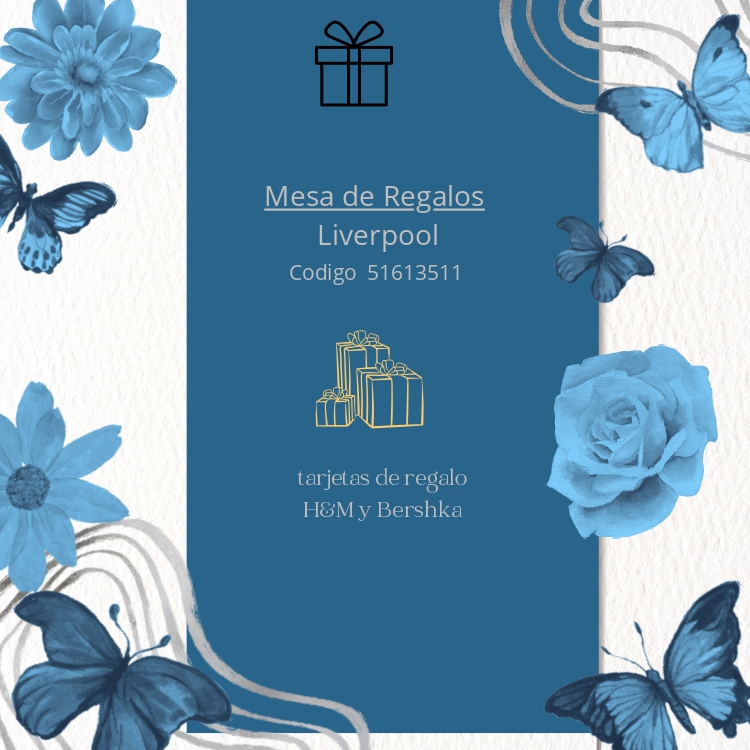 Mesa de Regalos
Liverpool
Codigo 51613511
tarjetas de regalo
H&M y Bershka